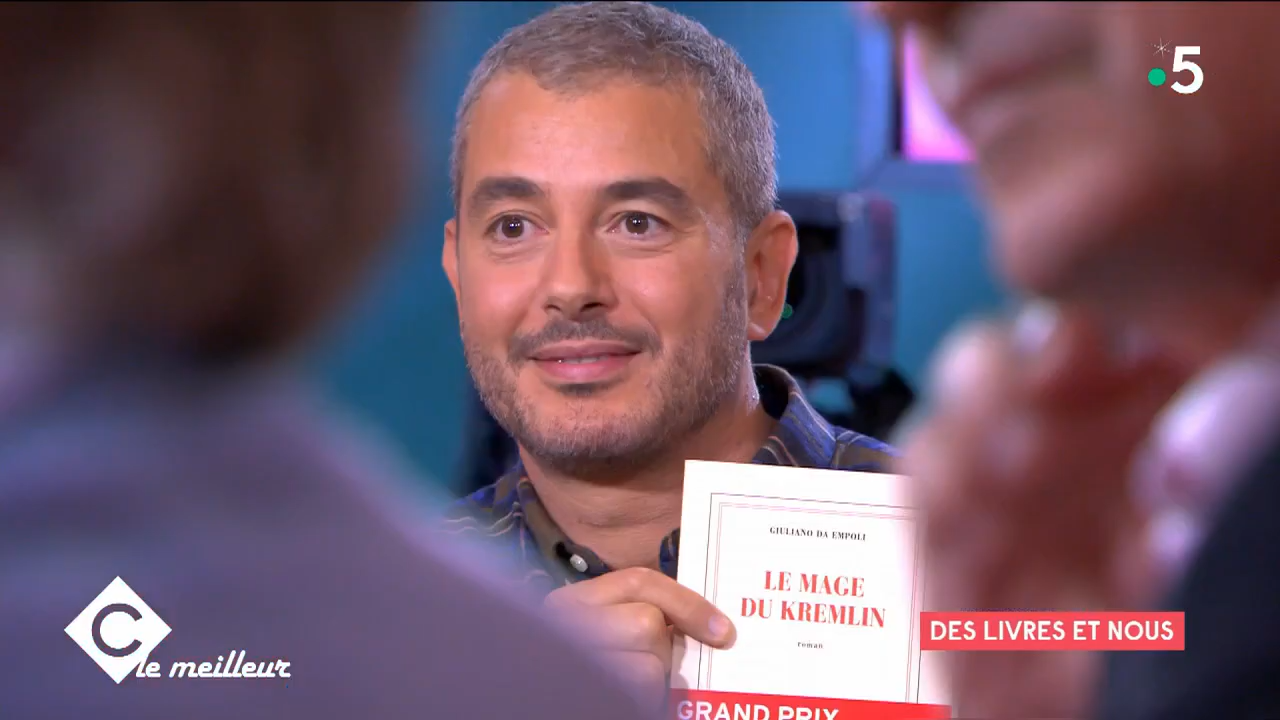 5
GIULIANO DA EMPOLI
LE MAGE
DU KREMLIN
roman
GRAND PRIX
DES LIVRES ET NOUS
C
le meilleur